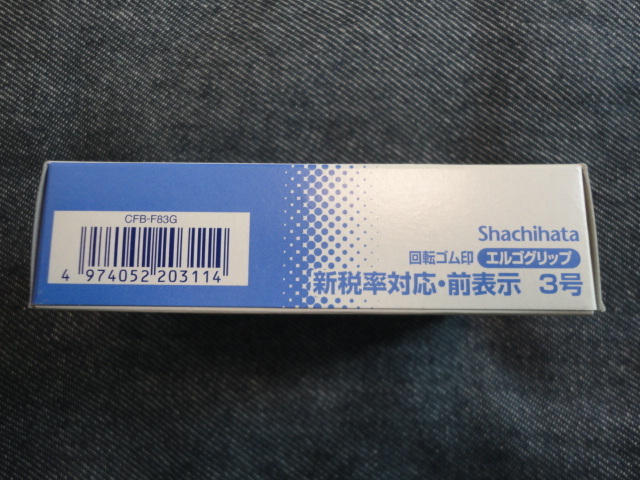 CFB-F83G
4 974052 203114
Shachihata
回転ゴム印 エルゴグリップ
新税率対応・前表示 3号